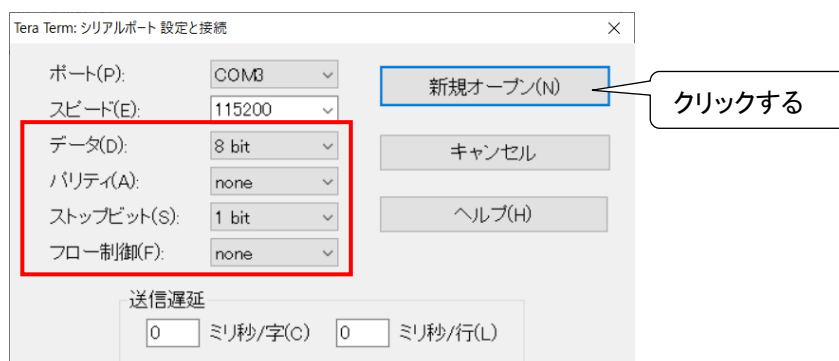 Tera Term: シリアルポート 設定と接続
ポート(P): COM3
新規オープン(N)
クリックする
スピード(E): 115200
データ(D): 8 bit
キャンセル
パリティ(A): none
ストップビット(S): 1 bit
ヘルプ(H)
フロー制御(F): none
送信遅延
0 ミリ秒/字(C) 0 ミリ秒/行(L)